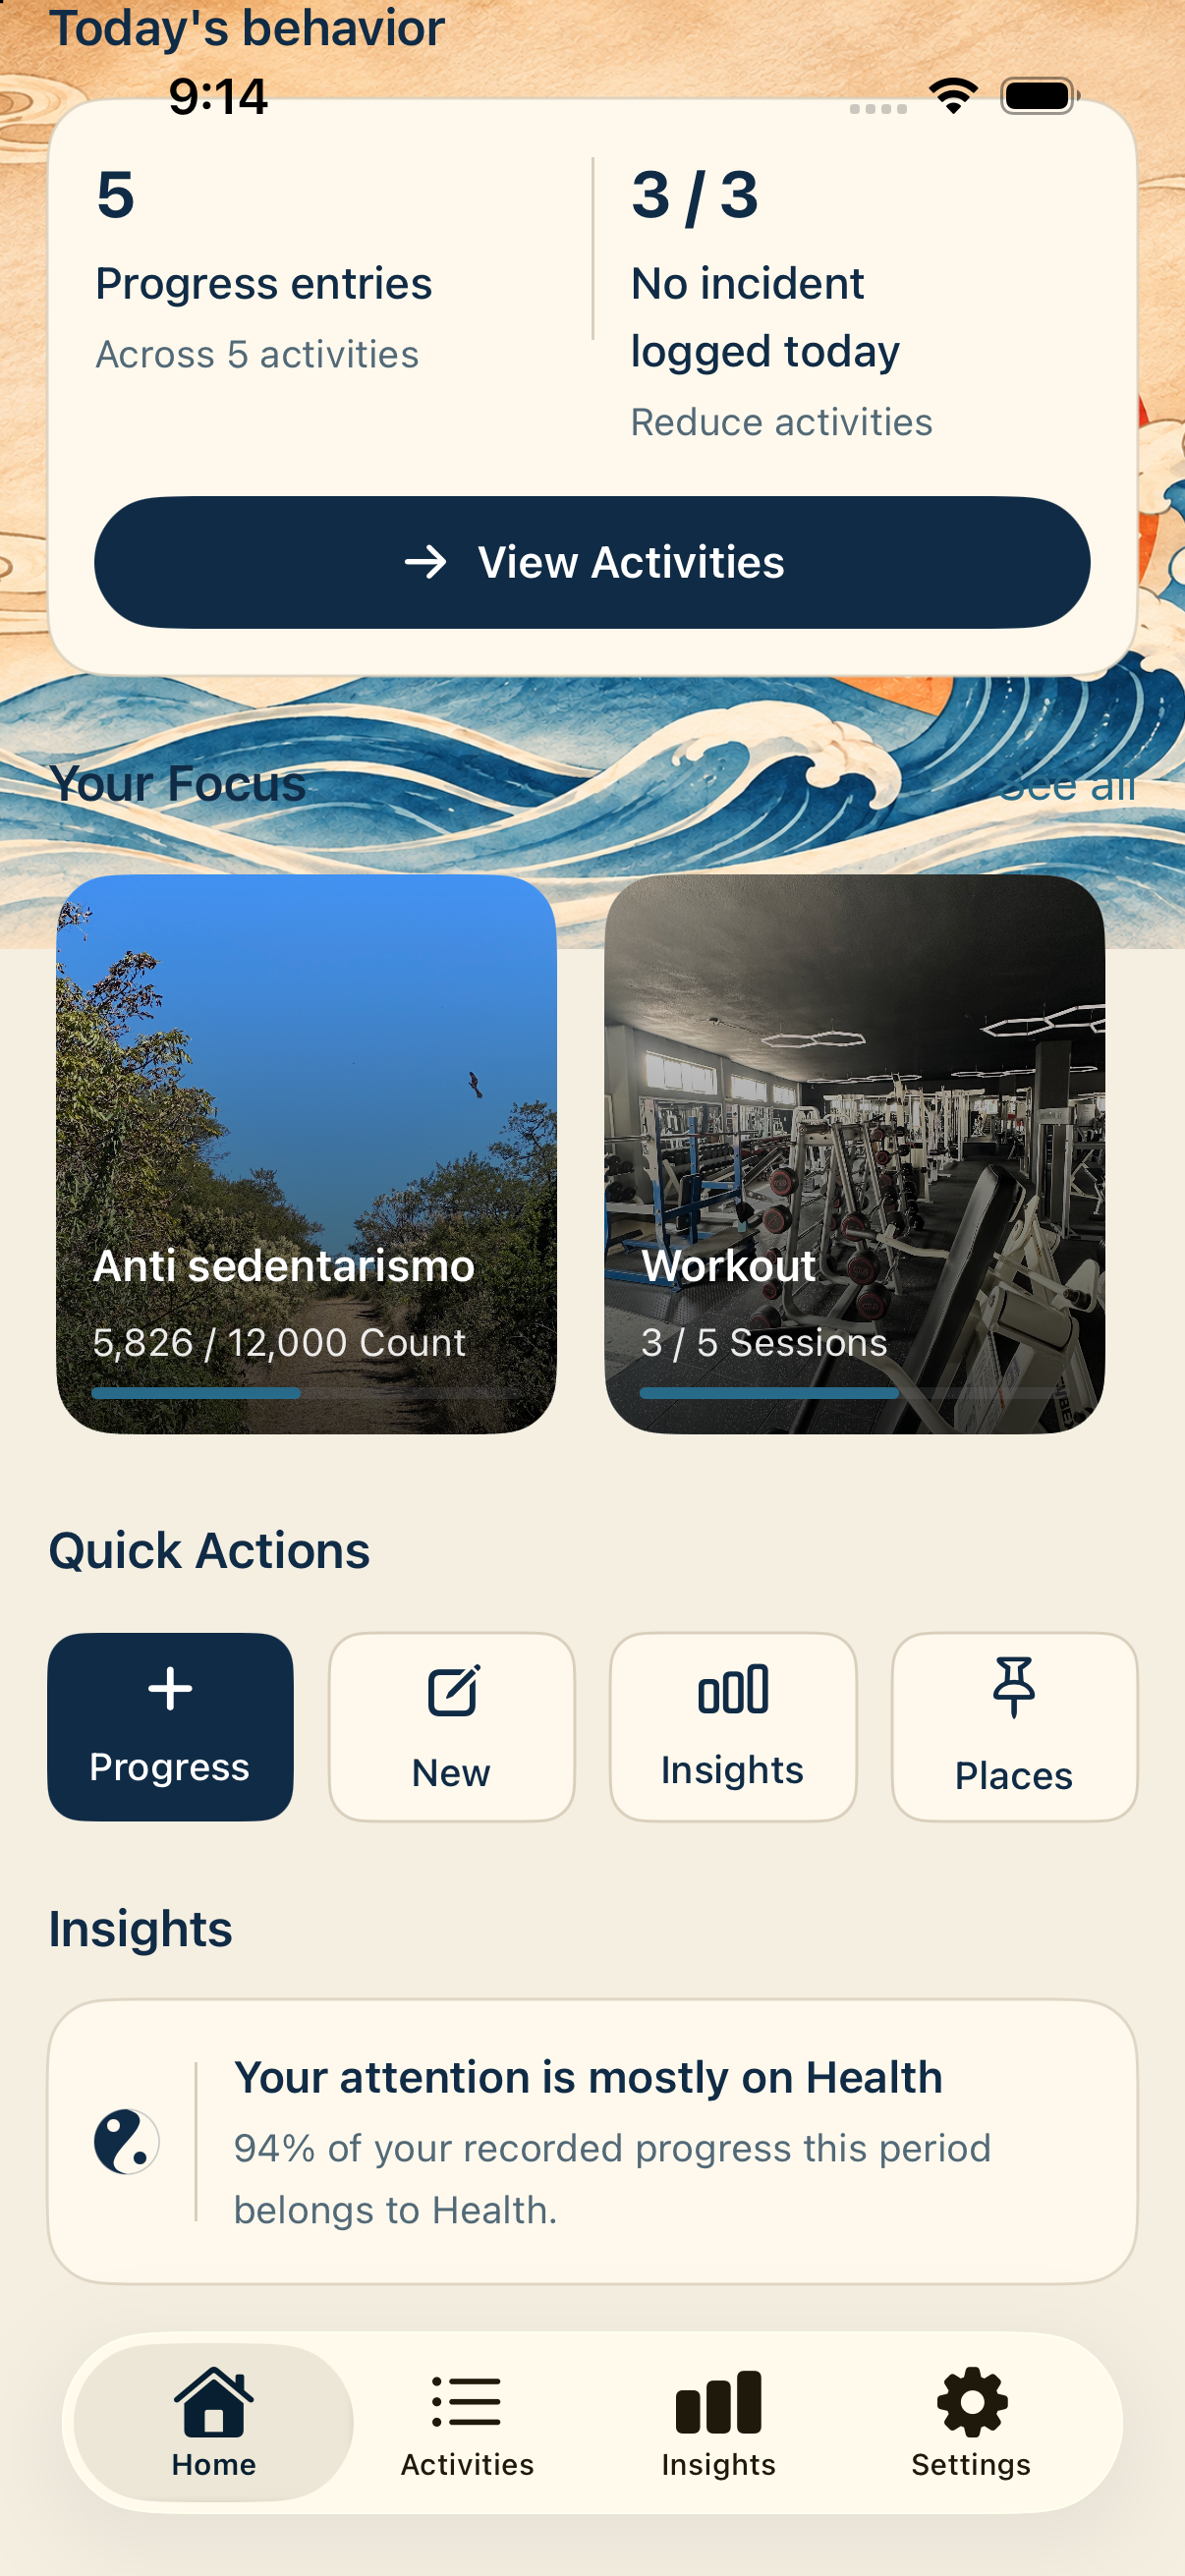 Today's behavior
9:14
5
Progress entries
Across 5 activities
3 / 3
No incident
logged today
Reduce activities
View Activities
Your Focus
See all
Anti sedentarismo
5,826 / 12,000 Count
Workout
3 / 5 Sessions
Quick Actions
Progress
New
Insights
Places
Insights
Your attention is mostly on Health
94% of your recorded progress this period
belongs to Health.
Home
Activities
Insights
Settings